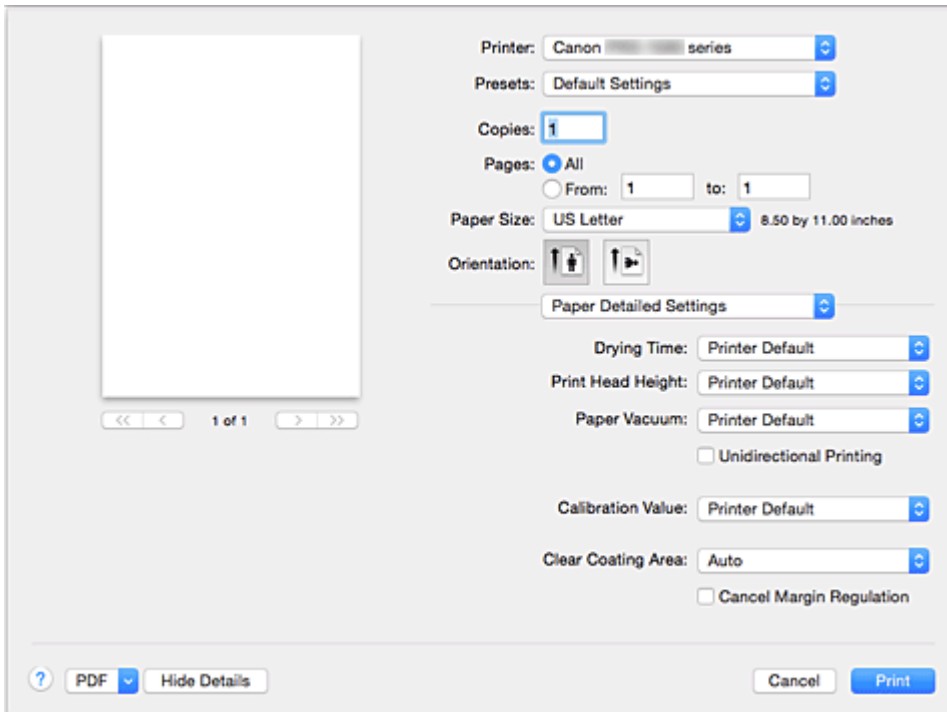 Printer: Canon series
Presets: Default Settings
Copies: 1
Pages: All
From: 1 to: 1
Paper Size: US Letter 8.50 by 11.00 inches
Orientation:
Paper Detailed Settings
Drying Time: Printer Default
Print Head Height: Printer Default
<< < 1 of 1 > >>
Paper Vacuum: Printer Default
Unidirectional Printing
Calibration Value: Printer Default
Clear Coating Area: Auto
Cancel Margin Regulation
? PDF Hide Details Cancel Print